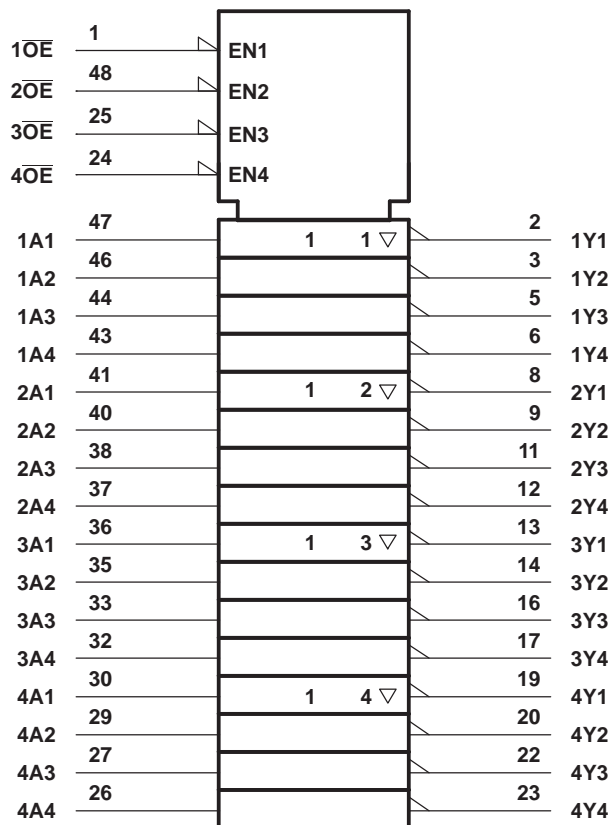 1O̅E̅ 1 EN1
2O̅E̅ 48 EN2
3O̅E̅ 25 EN3
4O̅E̅ 24 EN4
1A1 47 1 1 ▽ 2 1Y1
1A2 46 3 1Y2
1A3 44 5 1Y3
1A4 43 6 1Y4
2A1 41 1 2 ▽ 8 2Y1
2A2 40 9 2Y2
2A3 38 11 2Y3
2A4 37 12 2Y4
3A1 36 1 3 ▽ 13 3Y1
3A2 35 14 3Y2
3A3 33 16 3Y3
3A4 32 17 3Y4
4A1 30 1 4 ▽ 19 4Y1
4A2 29 20 4Y2
4A3 27 22 4Y3
4A4 26 23 4Y4